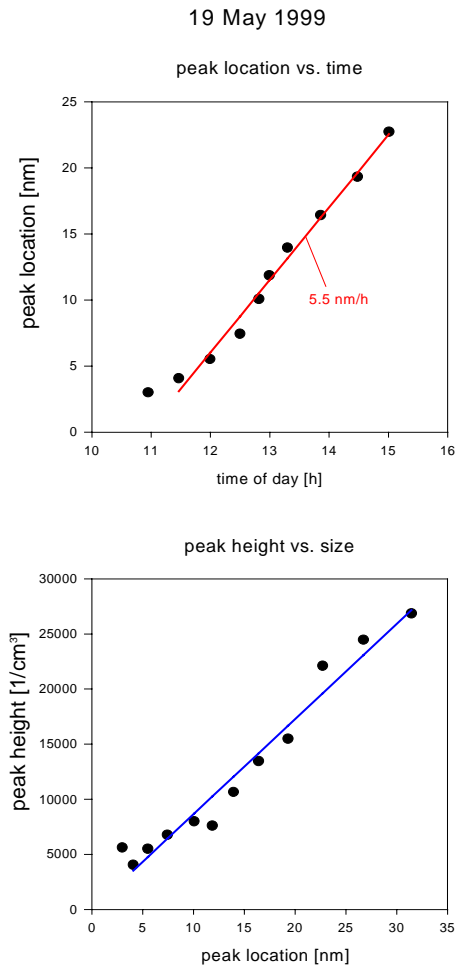 19 May 1999
peak location vs. time
25
20
15
10
5
0
peak location [nm]
5.5 nm/h
10 11 12 13 14 15 16
time of day [h]
peak height vs. size
30000
25000
20000
15000
10000
5000
0
peak height [1/cm³]
0 5 10 15 20 25 30 35
peak location [nm]